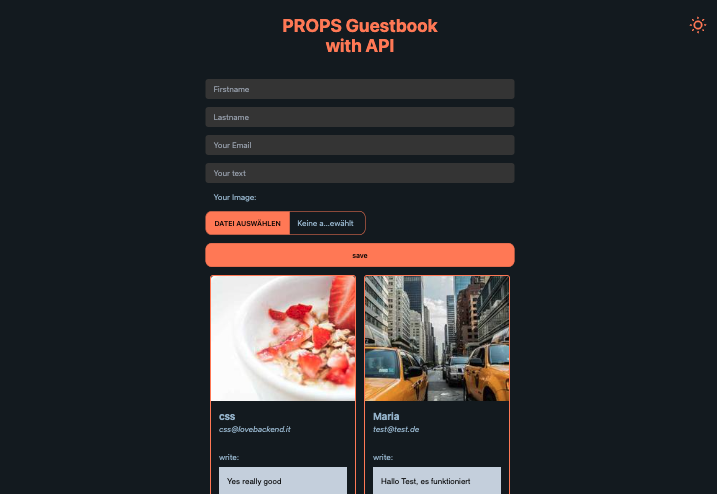 PROPS Guestbook
with API
Firstname
Lastname
Your Email
Your text
Your Image:
DATEI AUSWÄHLEN Keine a...ewählt
save
css
css@lovebackend.it
write:
Yes really good
Maria
test@test.de
write:
Hallo Test, es funktioniert